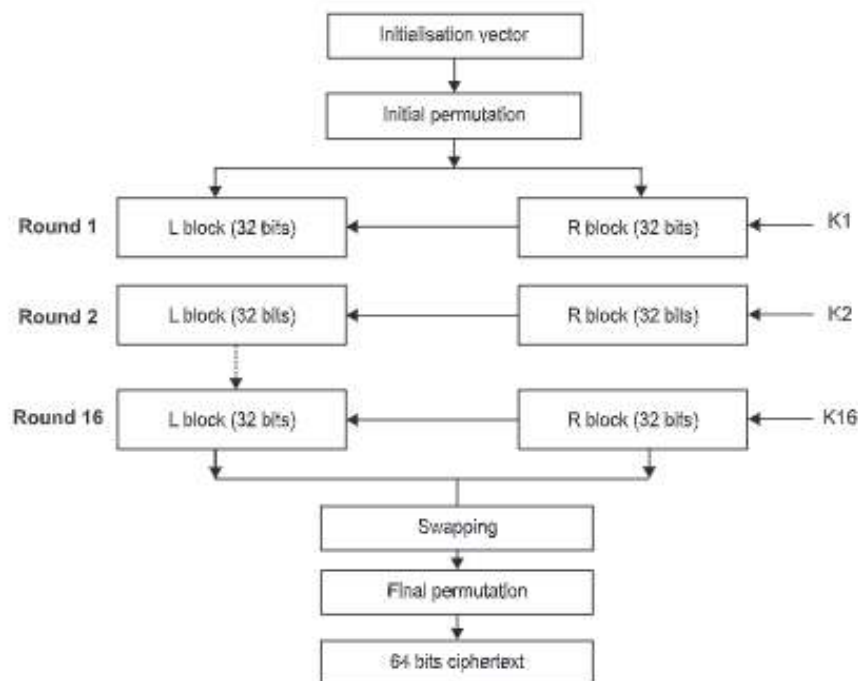 Initialisation vector
Initial permutation
Round 1 L block (32 bits) R block (32 bits) K1
Round 2 L block (32 bits) R block (32 bits) K2
Round 16 L block (32 bits) R block (32 bits) K16
Swapping
Final permutation
64 bits ciphertext